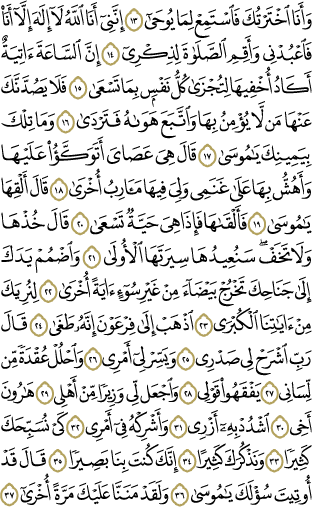 وَأَنَا ٱخْتَرْتُكَ فَٱسْتَمِعْ لِمَا يُوحَىٰٓ ١٣ إِنَّنِىٓ أَنَا ٱللَّهُ لَآ إِلَٰهَ إِلَّآ أَنَا۠
فَٱعْبُدْنِى وَأَقِمِ ٱلصَّلَوٰةَ لِذِكْرِىٓ ١٤ إِنَّ ٱلسَّاعَةَ ءَاتِيَةٌ
أَكَادُ أُخْفِيهَا لِتُجْزَىٰ كُلُّ نَفْسٍۭ بِمَا تَسْعَىٰ ١٥ فَلَا يَصُدَّنَّكَ
عَنْهَا مَن لَّا يُؤْمِنُ بِهَا وَٱتَّبَعَ هَوَىٰهُ فَتَرْدَىٰ ١٦ وَمَا تِلْكَ
بِيَمِينِكَ يَٰمُوسَىٰ ١٧ قَالَ هِىَ عَصَاىَ أَتَوَكَّؤُا۟ عَلَيْهَا
وَأَهُشُّ بِهَا عَلَىٰ غَنَمِى وَلِىَ فِيهَا مَـَٔارِبُ أُخْرَىٰ ١٨ قَالَ أَلْقِهَا
يَٰمُوسَىٰ ١٩ فَأَلْقَىٰهَا فَإِذَا هِىَ حَيَّةٌ تَسْعَىٰ ٢٠ قَالَ خُذْهَا
وَلَا تَخَفْ ۖ سَنُعِيدُهَا سِيرَتَهَا ٱلْأُولَىٰ ٢١ وَٱضْمُمْ يَدَكَ
إِلَىٰ جَنَاحِكَ تَخْرُجْ بَيْضَآءَ مِنْ غَيْرِ سُوٓءٍ ءَايَةً أُخْرَىٰ ٢٢ لِنُرِيَكَ
مِنْ ءَايَٰتِنَا ٱلْكُبْرَى ٢٣ ٱذْهَبْ إِلَىٰ فِرْعَوْنَ إِنَّهُۥ طَغَىٰ ٢٤ قَالَ
رَبِّ ٱشْرَحْ لِى صَدْرِى ٢٥ وَيَسِّرْ لِىٓ أَمْرِى ٢٦ وَٱحْلُلْ عُقْدَةً مِّن
لِّسَانِى ٢٧ يَفْقَهُوا۟ قَوْلِى ٢٨ وَٱجْعَل لِّى وَزِيرًا مِّنْ أَهْلِى ٢٩ هَٰرُونَ
أَخِى ٣٠ ٱشْدُدْ بِهِۦٓ أَزْرِى ٣١ وَأَشْرِكْهُ فِىٓ أَمْرِى ٣٢ كَىْ نُسَبِّحَكَ
كَثِيرًا ٣٣ وَنَذْكُرَكَ كَثِيرًا ٣٤ إِنَّكَ كُنتَ بِنَا بَصِيرًا ٣٥ قَالَ قَدْ
أُوتِيتَ سُؤْلَكَ يَٰمُوسَىٰ ٣٦ وَلَقَدْ مَنَنَّا عَلَيْكَ مَرَّةً أُخْرَىٰٓ ٣٧